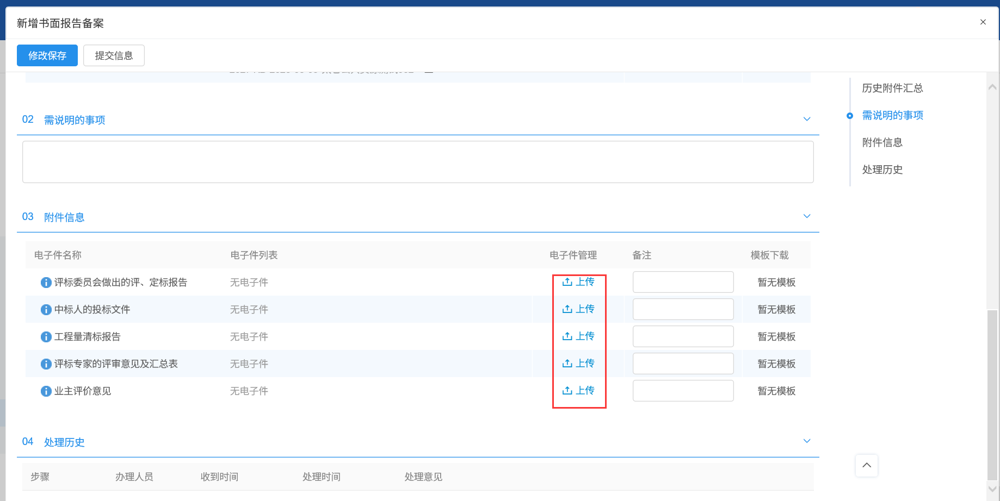 新增书面报告备案
修改保存 提交信息
历史附件汇总
02 需说明的事项
需说明的事项
附件信息
处理历史
03 附件信息
电子件名称 电子件列表 电子件管理 备注 模板下载
评标委员会做出的评、定标报告 无电子件 上传 暂无模板
中标人的投标文件 无电子件 上传 暂无模板
工程量清标报告 无电子件 上传 暂无模板
评标专家的评审意见及汇总表 无电子件 上传 暂无模板
业主评价意见 无电子件 上传 暂无模板
04 处理历史
步骤 办理人员 收到时间 处理时间 处理意见